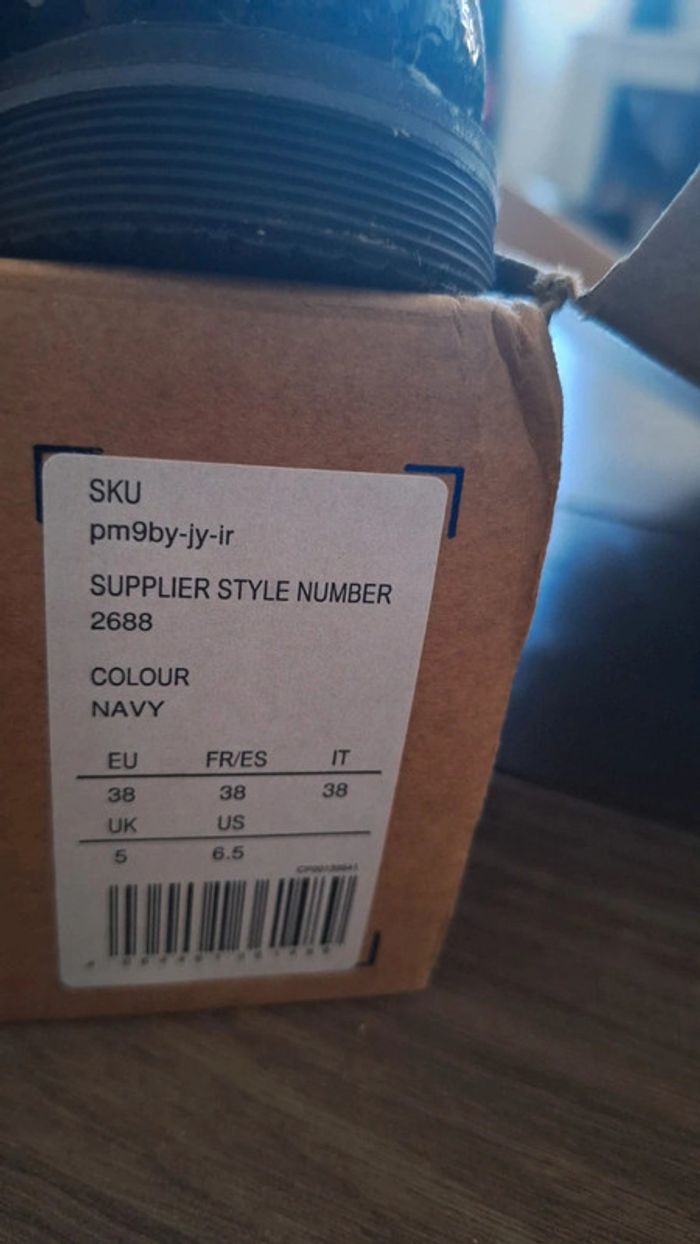 SKU
pm9by-jy-ir
SUPPLIER STYLE NUMBER
2688
COLOUR
NAVY
EU FR/ES IT
38 38 38
UK US
5 6.5